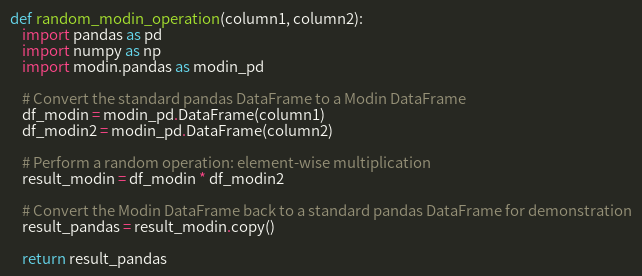 def random_modin_operation(column1, column2):
import pandas as pd
import numpy as np
import modin.pandas as modin_pd
# Convert the standard pandas DataFrame to a Modin DataFrame
df_modin = modin_pd.DataFrame(column1)
df_modin2 = modin_pd.DataFrame(column2)
# Perform a random operation: element-wise multiplication
result_modin = df_modin * df_modin2
# Convert the Modin DataFrame back to a standard pandas DataFrame for demonstration
result_pandas = result_modin.copy()
return result_pandas